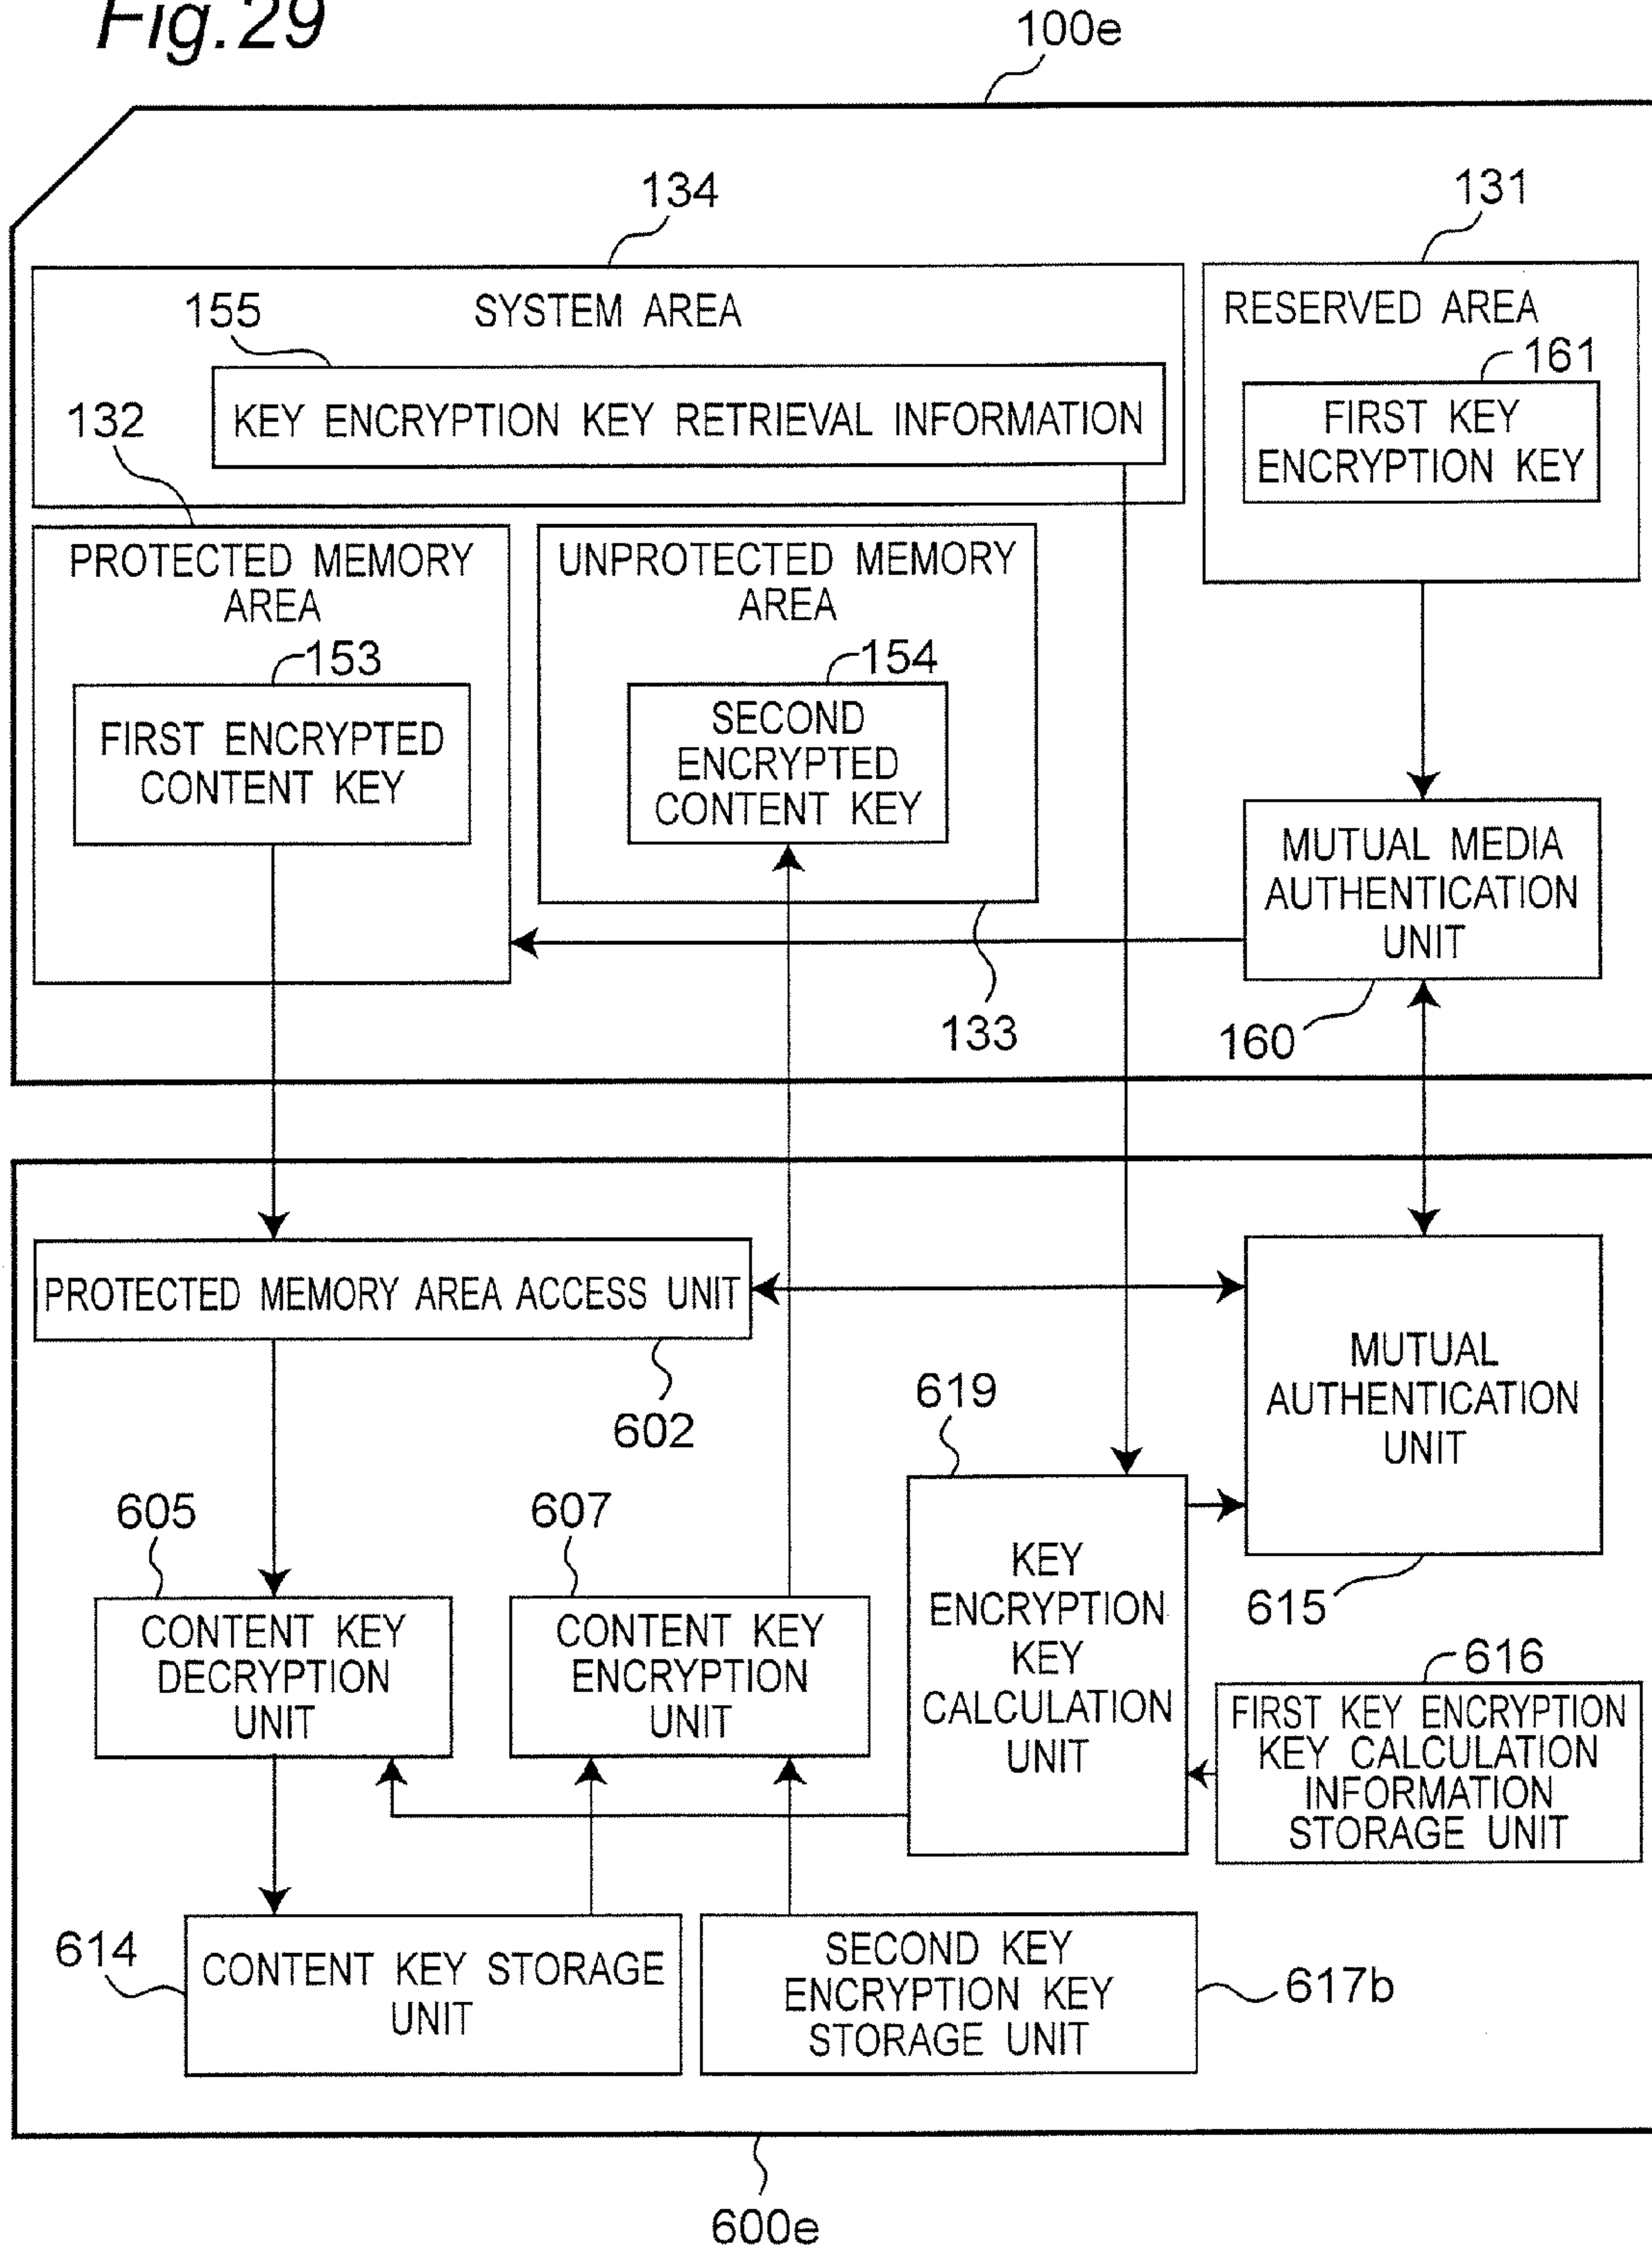 Fig.29
100e
134
131
SYSTEM AREA
155
KEY ENCRYPTION KEY RETRIEVAL INFORMATION
RESERVED AREA
161
FIRST KEY
ENCRYPTION KEY
132
PROTECTED MEMORY
AREA
153
FIRST ENCRYPTED
CONTENT KEY
UNPROTECTED MEMORY
AREA
154
SECOND
ENCRYPTED
CONTENT KEY
133
MUTUAL MEDIA
AUTHENTICATION
UNIT
160
PROTECTED MEMORY AREA ACCESS UNIT
602
MUTUAL
AUTHENTICATION
UNIT
615
619
KEY
ENCRYPTION
KEY
CALCULATION
UNIT
605
CONTENT KEY
DECRYPTION
UNIT
607
CONTENT KEY
ENCRYPTION
UNIT
616
FIRST KEY ENCRYPTION
KEY CALCULATION
INFORMATION
STORAGE UNIT
614
CONTENT KEY STORAGE
UNIT
SECOND KEY
ENCRYPTION KEY
STORAGE UNIT
617b
600e